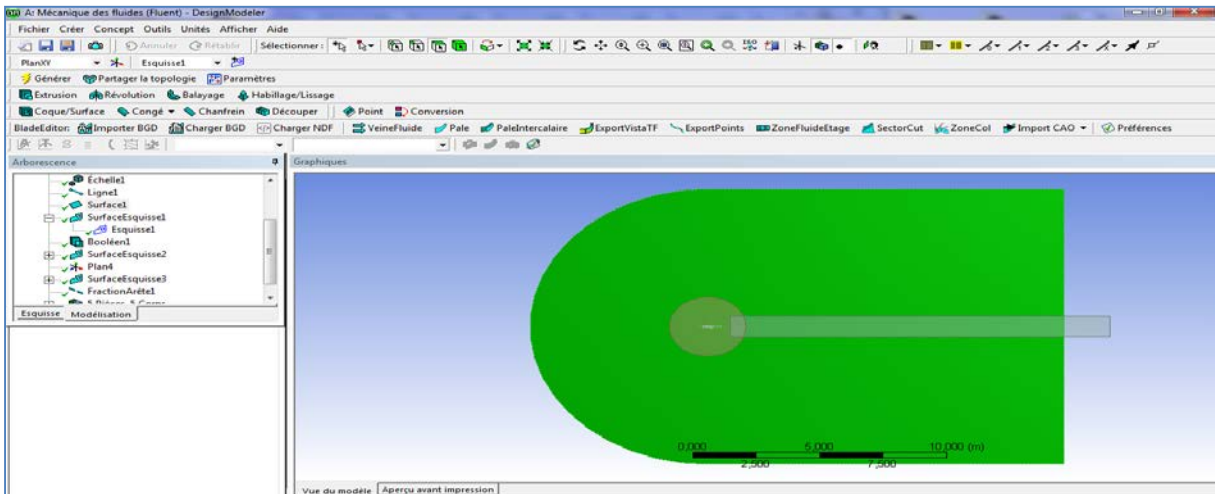 A: Mécanique des fluides (Fluent) - DesignModeler
Fichier Créer Concept Outils Unités Afficher Aide
Annuler Rétablir Sélectionner:
PlanXY Esquisse1
Générer Partager la topologie Paramètres
Extrusion Révolution Balayage Habillage/Lissage
Coque/Surface Congé Chanfrein Découper Point Conversion
BladeEditor: Importer BGD Charger BGD Charger NDF VeineFluide Pale PaleIntercalaire ExportVistaTF ExportPoints ZoneFluideEtage SectorCut ZoneCol Import CAO Préférences
Arborescence
Graphiques
Échelle1
Ligne1
Surface1
SurfaceEsquisse1
Esquisse1
Booléen1
SurfaceEsquisse2
Plan4
SurfaceEsquisse3
FractionArête1
5 Pièces, 5 Corps
Esquisse Modélisation
0,000 5,000 10,000 (m)
2,500 7,500
Vue du modèle Aperçu avant impression